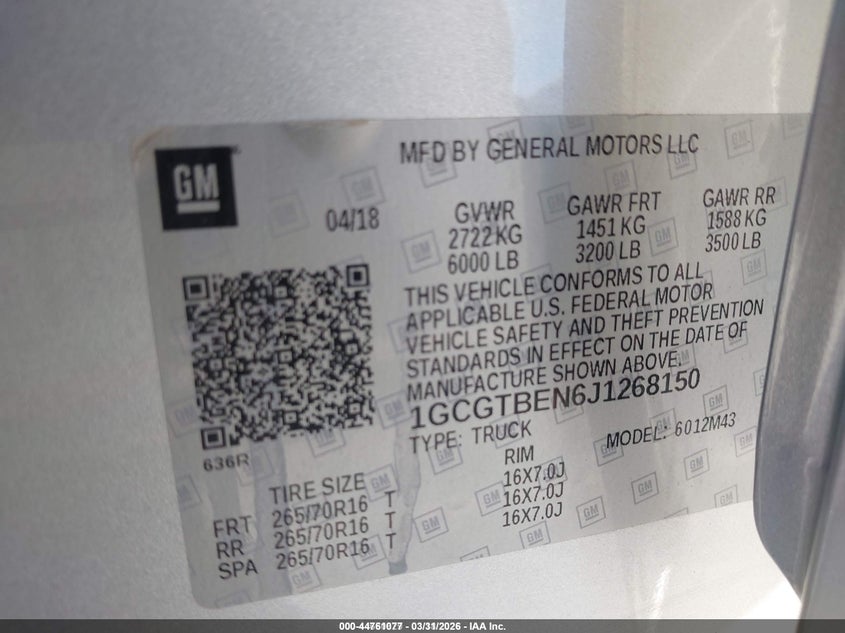 GM
MFD BY GENERAL MOTORS LLC
04/18
GVWR GAWR FRT GAWR RR
2722 KG 1451 KG 1588 KG
6000 LB 3200 LB 3500 LB
THIS VEHICLE CONFORMS TO ALL
APPLICABLE U.S. FEDERAL MOTOR
VEHICLE SAFETY AND THEFT PREVENTION
STANDARDS IN EFFECT ON THE DATE OF
MANUFACTURE SHOWN ABOVE.
1GCGTBEN6J1268150
TYPE: TRUCK MODEL: 6012M43
636R
TIRE SIZE RIM
FRT 265/70R16 T 16X7.0J
RR 265/70R16 T 16X7.0J
SPA 265/70R16 T 16X7.0J
000-44761077 - 03/31/2026 - IAA Inc.